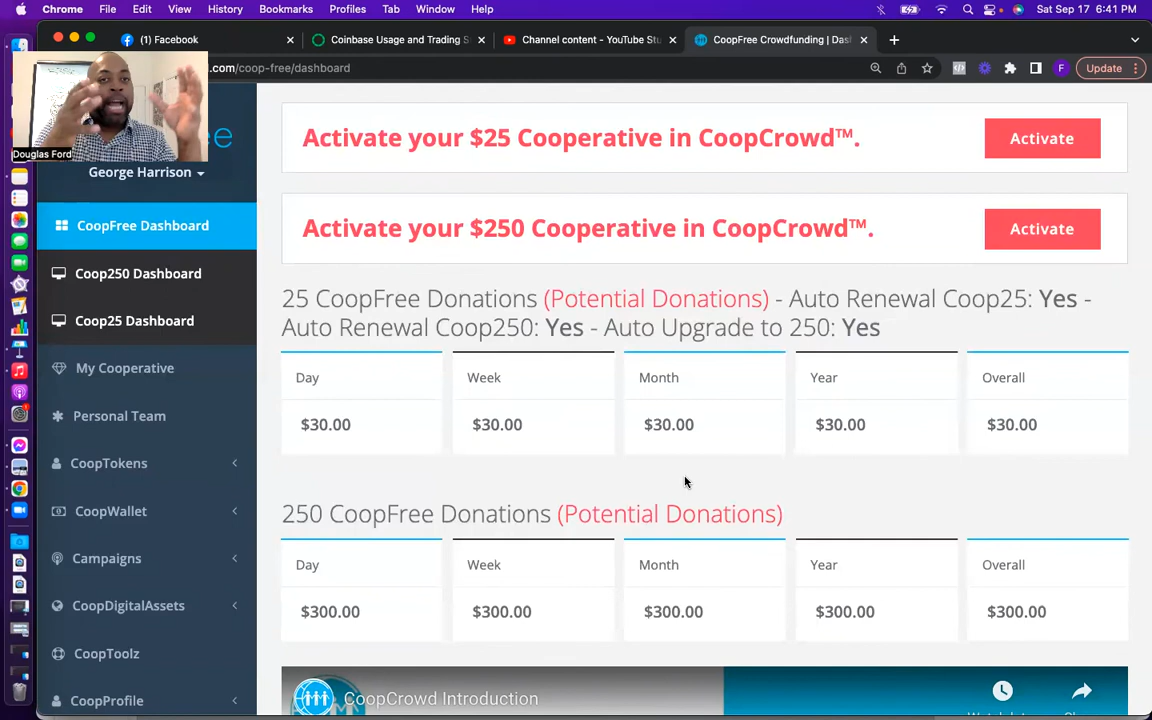 Chrome File Edit View History Bookmarks Profiles Tab Window Help Sat Sep 17 6:41 PM
(1) Facebook Coinbase Usage and Trading S Channel content - YouTube Stu CoopFree Crowdfunding | Das
.com/coop-free/dashboard Update
F
Douglas Ford
George Harrison
CoopFree Dashboard
Coop250 Dashboard
Coop25 Dashboard
My Cooperative
Personal Team
CoopTokens
CoopWallet
Campaigns
CoopDigitalAssets
CoopToolz
CoopProfile
Activate your $25 Cooperative in CoopCrowd™. Activate
Activate your $250 Cooperative in CoopCrowd™. Activate
25 CoopFree Donations (Potential Donations) - Auto Renewal Coop25: Yes -
Auto Renewal Coop250: Yes - Auto Upgrade to 250: Yes
Day Week Month Year Overall
$30.00 $30.00 $30.00 $30.00 $30.00
250 CoopFree Donations (Potential Donations)
Day Week Month Year Overall
$300.00 $300.00 $300.00 $300.00 $300.00
CoopCrowd Introduction